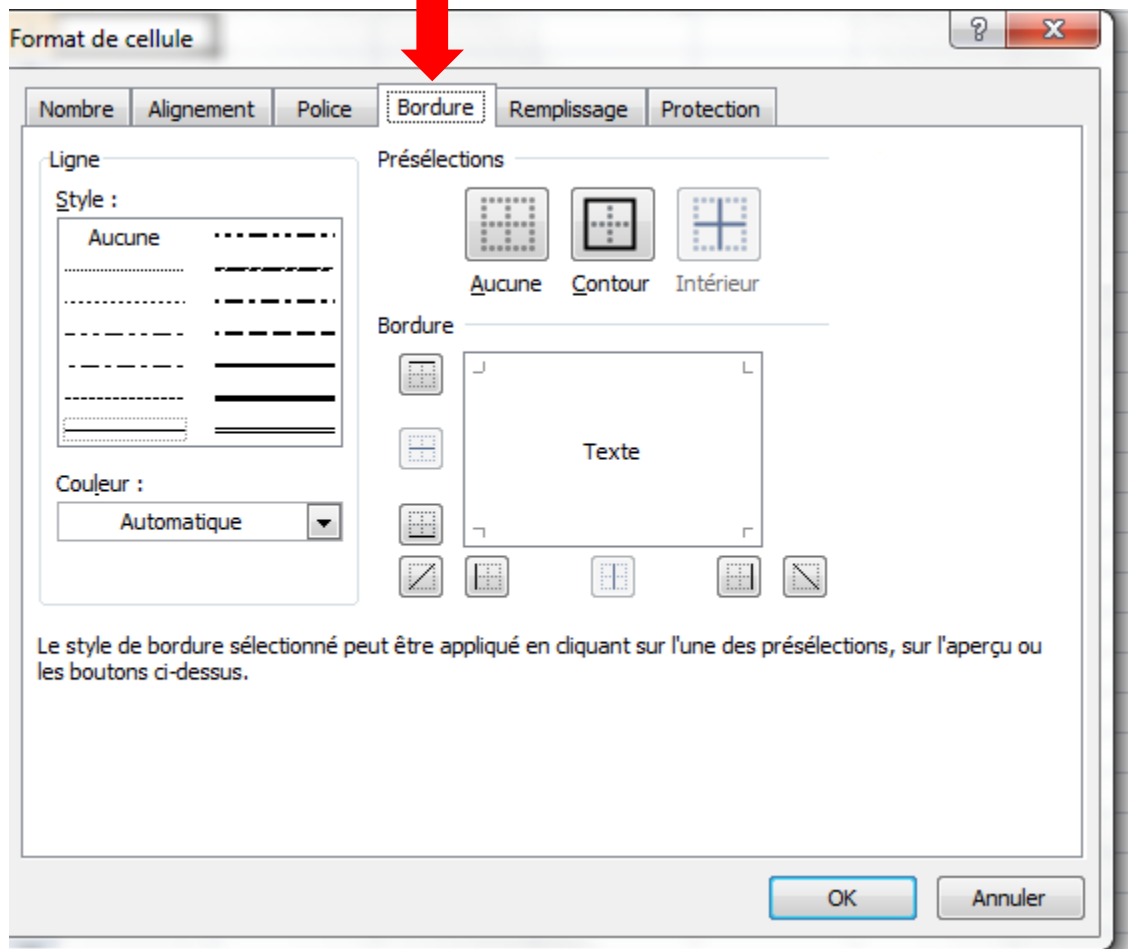 Format de cellule
Nombre Alignement Police Bordure Remplissage Protection
Ligne
Style :
Aucune
Couleur :
Automatique
Présélections
Aucune Contour Intérieur
Bordure
Texte
Le style de bordure sélectionné peut être appliqué en cliquant sur l'une des présélections, sur l'aperçu ou
les boutons ci-dessus.
OK Annuler